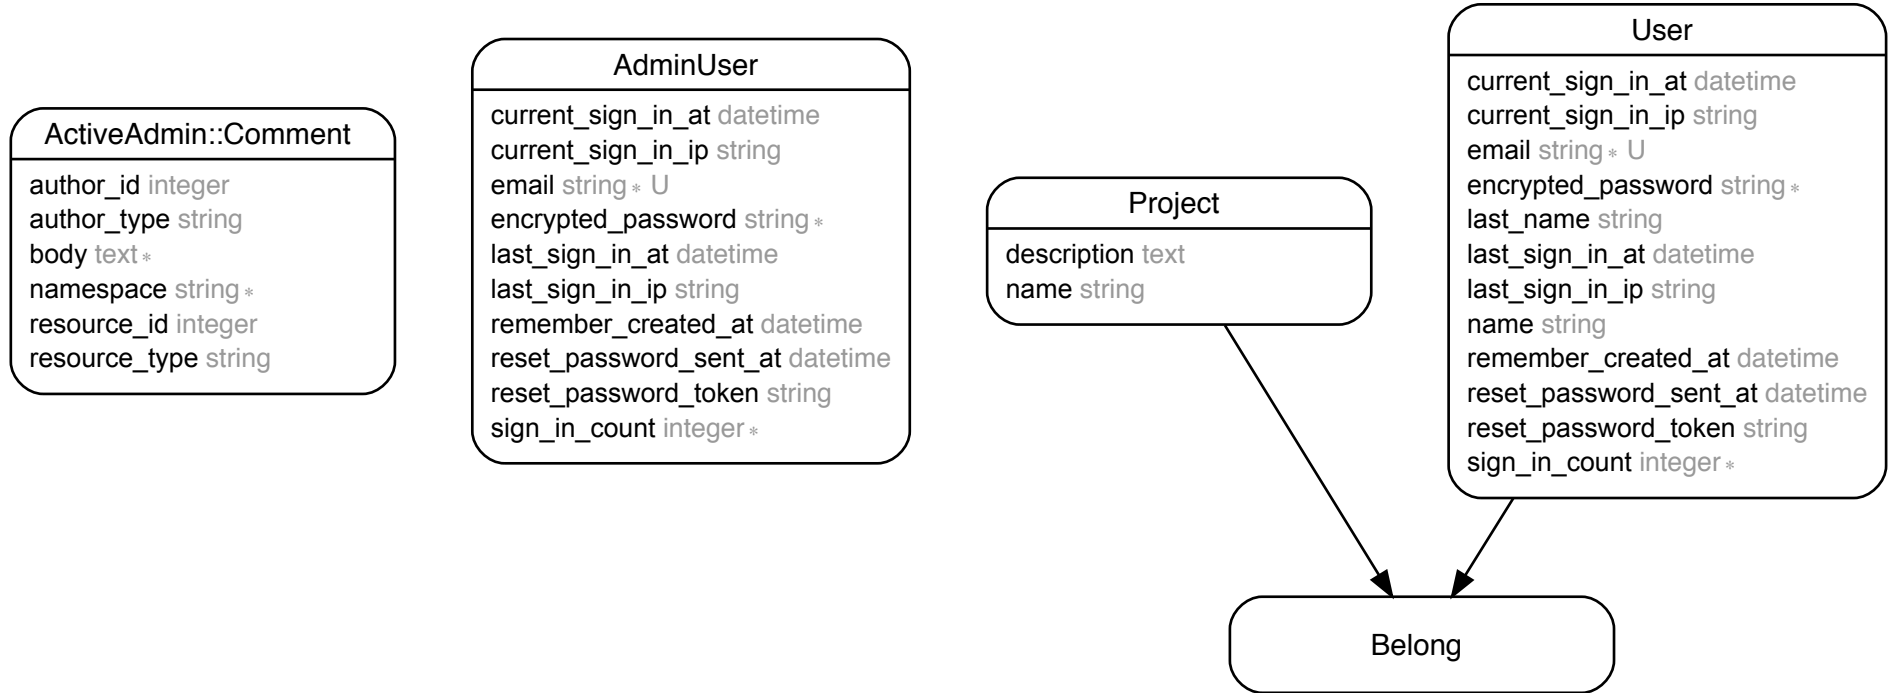 ActiveAdmin::Comment
author_id integer
author_type string
body text *
namespace string *
resource_id integer
resource_type string
AdminUser
current_sign_in_at datetime
current_sign_in_ip string
email string * U
encrypted_password string *
last_sign_in_at datetime
last_sign_in_ip string
remember_created_at datetime
reset_password_sent_at datetime
reset_password_token string
sign_in_count integer *
Project
description text
name string
User
current_sign_in_at datetime
current_sign_in_ip string
email string * U
encrypted_password string *
last_name string
last_sign_in_at datetime
last_sign_in_ip string
name string
remember_created_at datetime
reset_password_sent_at datetime
reset_password_token string
sign_in_count integer *
Belong